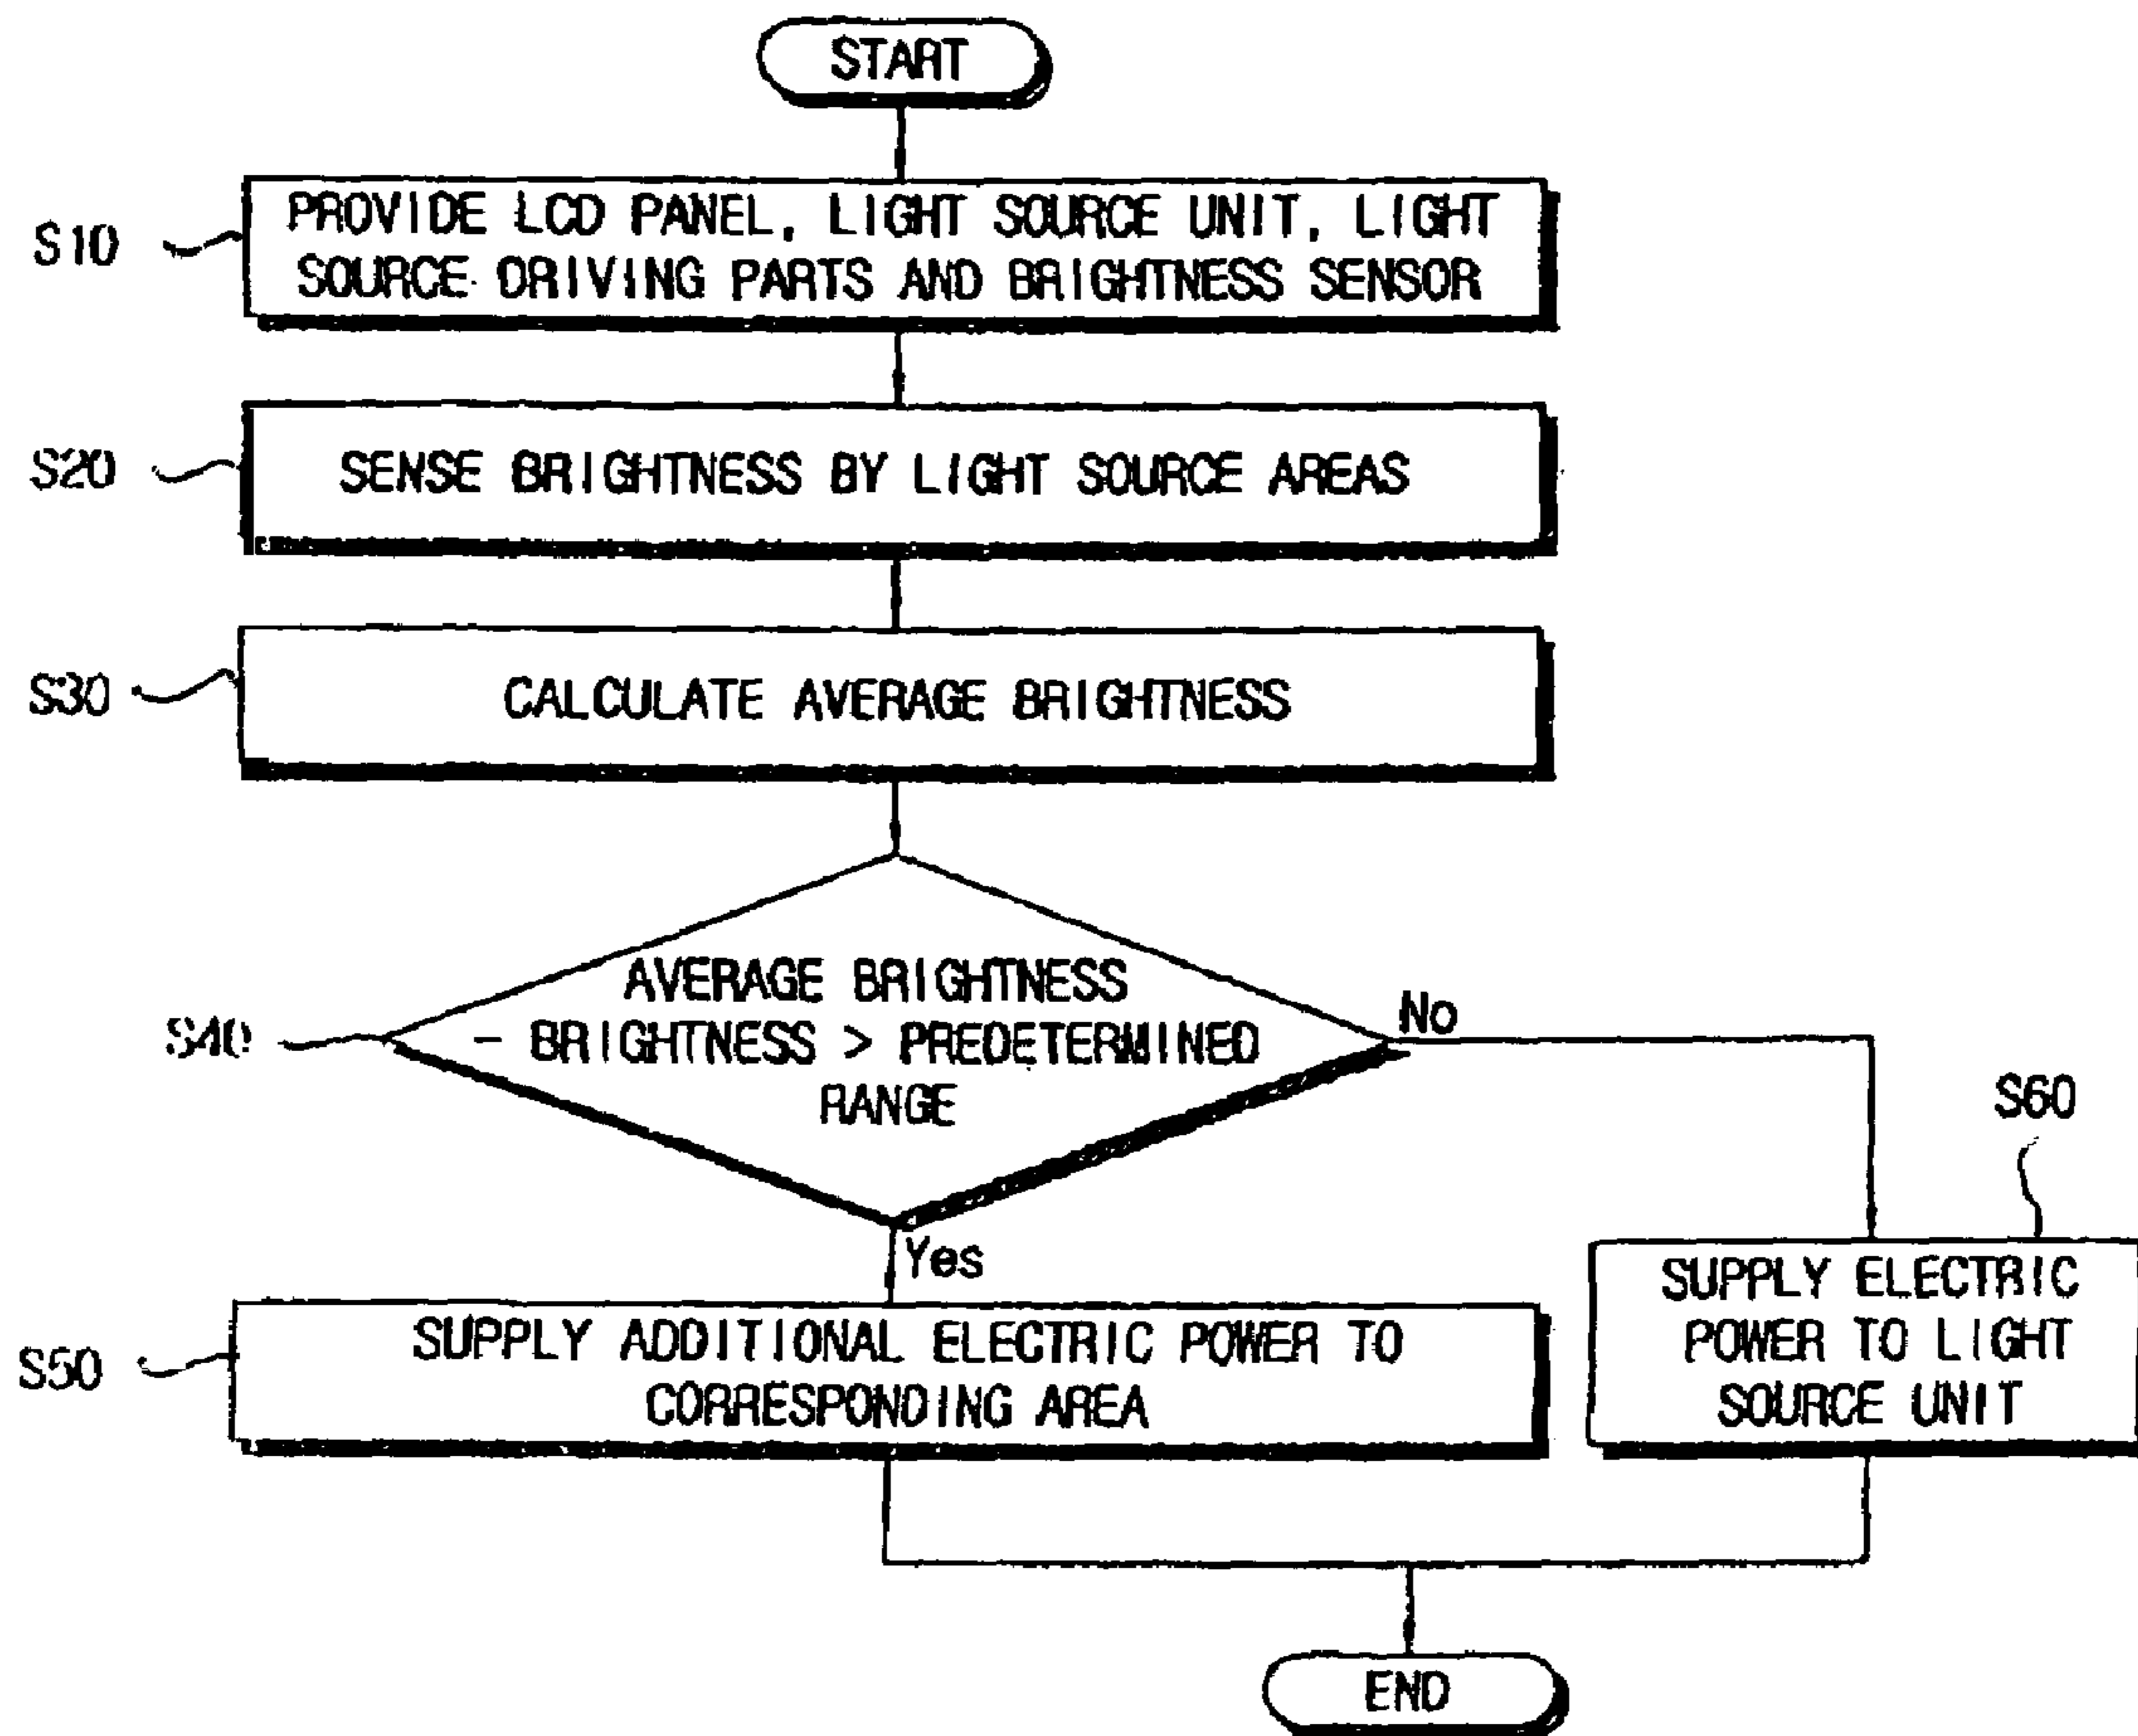 START
S10
PROVIDE LCD PANEL, LIGHT SOURCE UNIT, LIGHT
SOURCE DRIVING PARTS AND BRIGHTNESS SENSOR
S20
SENSE BRIGHTNESS BY LIGHT SOURCE AREAS
S30
CALCULATE AVERAGE BRIGHTNESS
S40
AVERAGE BRIGHTNESS
- BRIGHTNESS > PREDETERMINED
RANGE
No
Yes
S60
S50
SUPPLY ADDITIONAL ELECTRIC POWER TO
CORRESPONDING AREA
SUPPLY ELECTRIC
POWER TO LIGHT
SOURCE UNIT
END